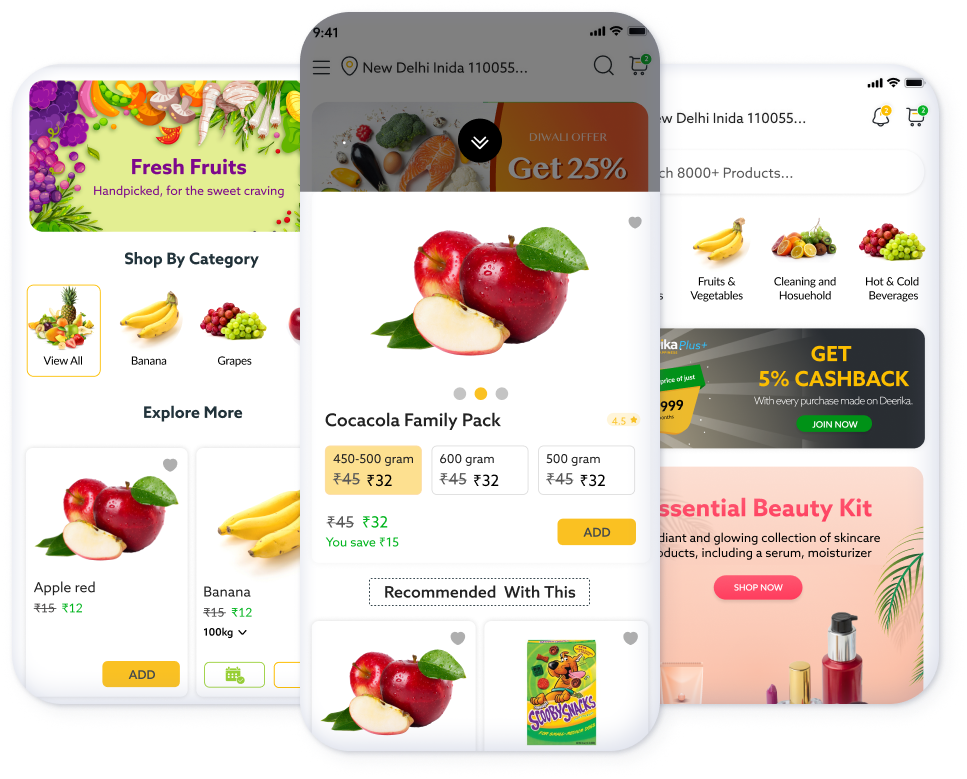 Fresh Fruits
Handpicked, for the sweet craving
Shop By Category
View All
Banana
Grapes
Explore More
Apple red
₹15 ₹12
ADD
Banana
₹15 ₹12
100kg
9:41
New Delhi Inida 110055...
2
DIWALI OFFER
Get 25%
Cocacola Family Pack
4.5
450-500 gram
₹45 ₹32
600 gram
₹45 ₹32
500 gram
₹45 ₹32
₹45 ₹32
You save ₹15
ADD
Recommended With This
SCOOBY SNACKS
ew Delhi Inida 110055...
2
2
ch 8000+ Products...
s
Fruits &
Vegetables
Cleaning and
Hosuehold
Hot & Cold
Beverages
ika Plus+
price of just
999
GET
5% CASHBACK
With every purchase made on Deerika.
JOIN NOW
ssential Beauty Kit
diant and glowing collection of skincare
oducts, including a serum, moisturizer
SHOP NOW